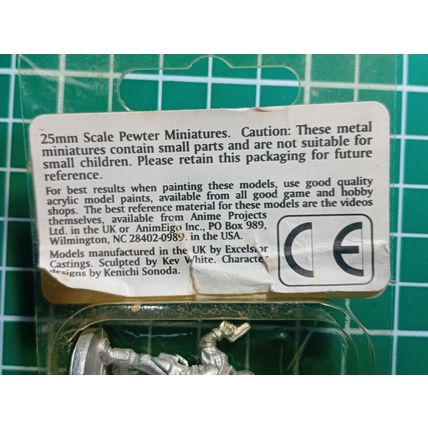 25mm Scale Pewter Miniatures. Caution: These metal
miniatures contain small parts and are not suitable for
small children. Please retain this packaging for future
reference.
For best results when painting these models, use good quality
acrylic model paints, available from all good game and hobby
shops. The best reference material for these models are the videos
themselves, available from Anime Projects
Ltd. in the UK or AnimEigo Inc., PO Box 989,
Wilmington, NC 28402-0989. in the USA.
Models manufactured in the UK by Excelsior
Castings. Sculpted by Kev White. Character
designs by Kenichi Sonoda.
CE